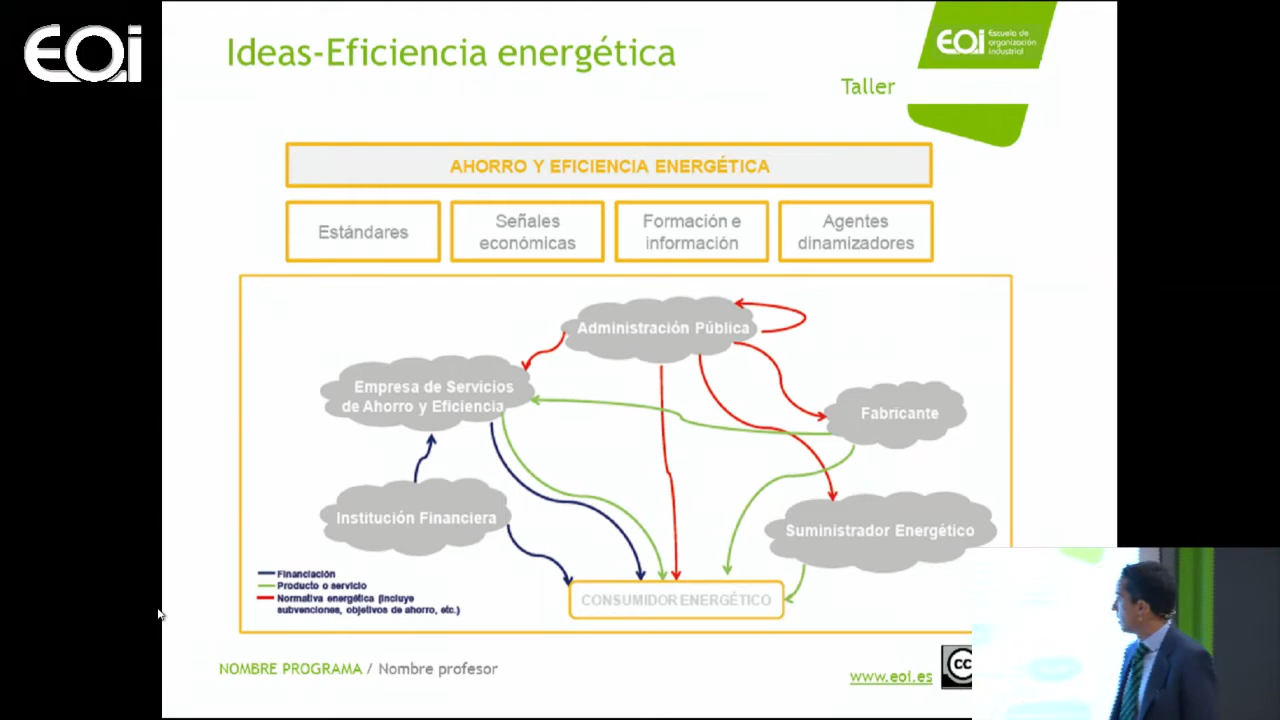 EOi
Ideas-Eficiencia energética
EOi Escuela de
organización
industrial
Taller
AHORRO Y EFICIENCIA ENERGÉTICA
Estándares
Señales
económicas
Formación e
información
Agentes
dinamizadores
Administración Pública
Empresa de Servicios
de Ahorro y Eficiencia
Fabricante
Institución Financiera
Suministrador Energético
Financiación
Producto o servicio
Normativa energética (incluye
subvenciones, objetivos de ahorro, etc.)
CONSUMIDOR ENERGÉTICO
NOMBRE PROGRAMA / Nombre profesor
www.eoi.es
cc